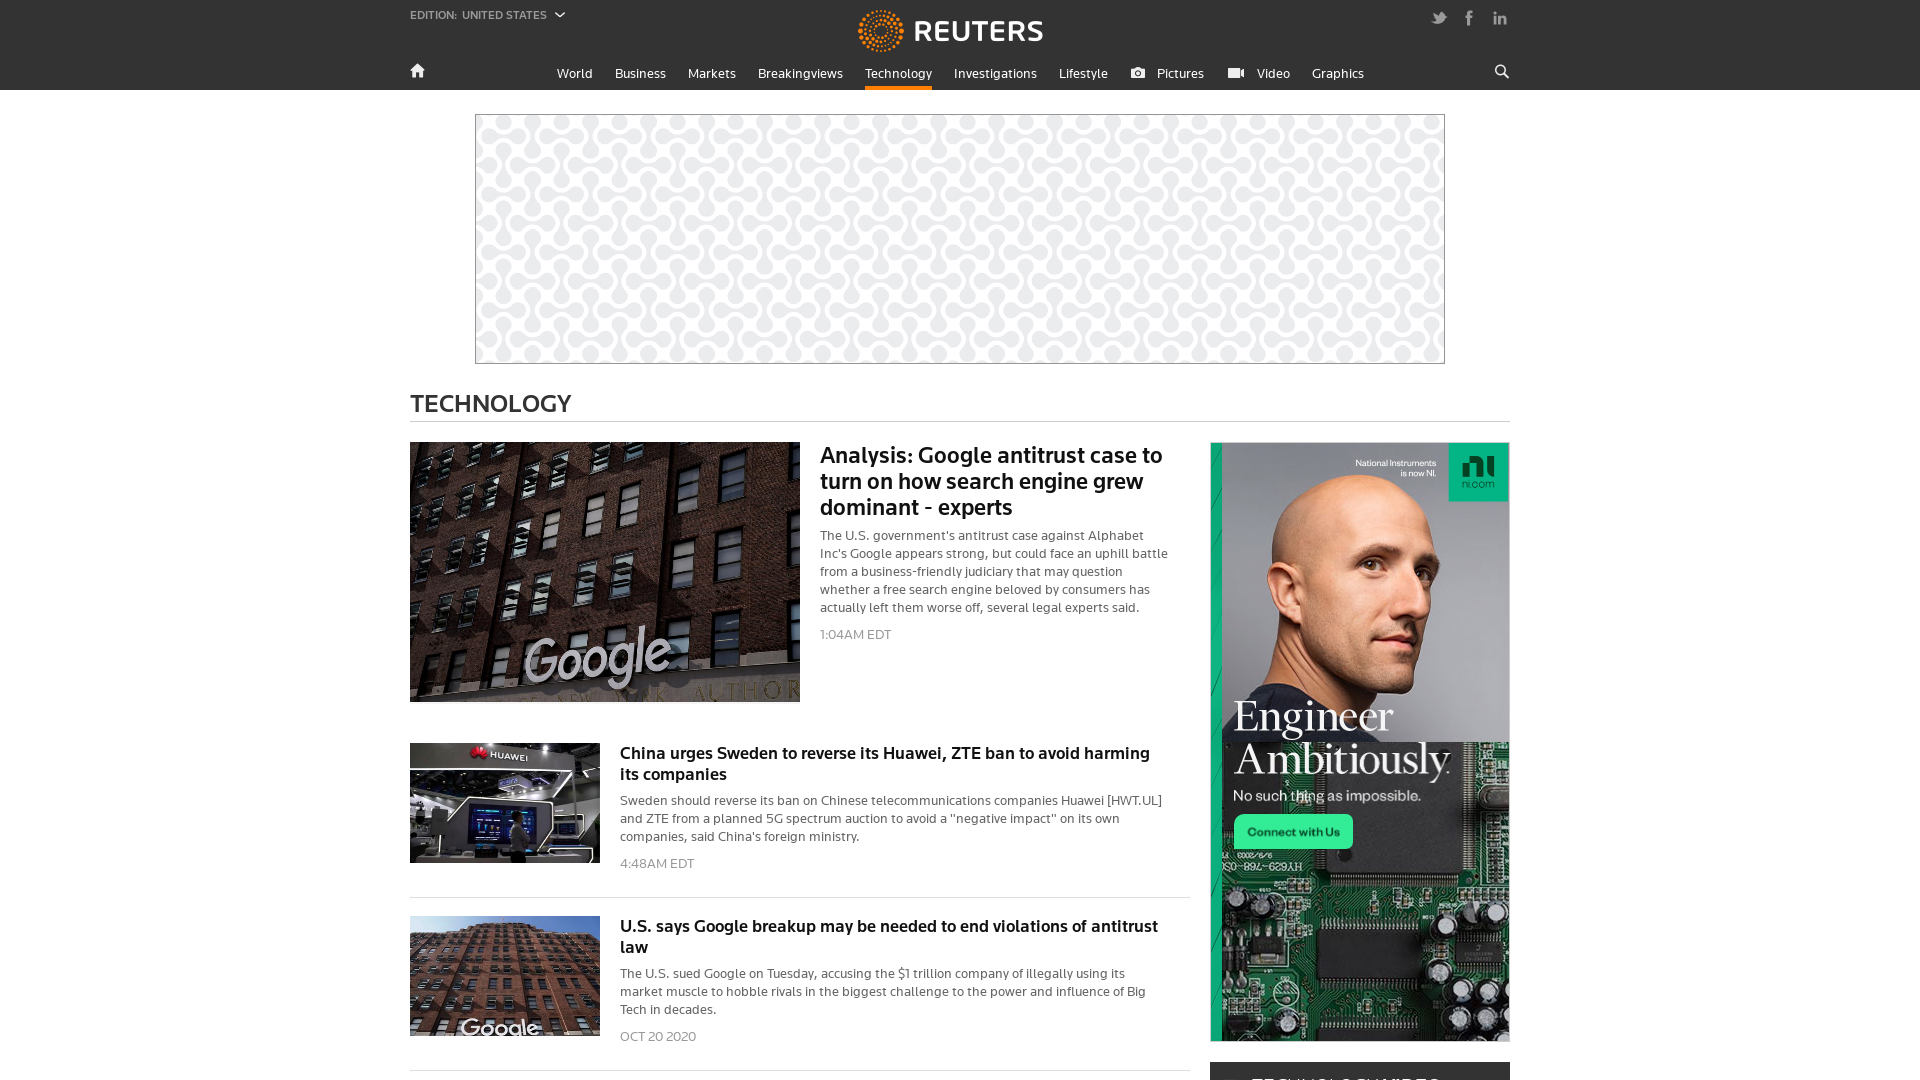 EDITION: UNITED STATES
REUTERS
World Business Markets Breakingviews Technology Investigations Lifestyle Pictures Video Graphics
TECHNOLOGY
Google
Analysis: Google antitrust case to
turn on how search engine grew
dominant - experts
The U.S. government's antitrust case against Alphabet
Inc's Google appears strong, but could face an uphill battle
from a business-friendly judiciary that may question
whether a free search engine beloved by consumers has
actually left them worse off, several legal experts said.
1:04AM EDT
HUAWEI
China urges Sweden to reverse its Huawei, ZTE ban to avoid harming
its companies
Sweden should reverse its ban on Chinese telecommunications companies Huawei [HWT.UL]
and ZTE from a planned 5G spectrum auction to avoid a "negative impact" on its own
companies, said China's foreign ministry.
4:48AM EDT
Google
U.S. says Google breakup may be needed to end violations of antitrust
law
The U.S. sued Google on Tuesday, accusing the $1 trillion company of illegally using its
market muscle to hobble rivals in the biggest challenge to the power and influence of Big
Tech in decades.
OCT 20 2020
National Instruments
is now NI.
ni
ni.com
Engineer
Ambitiously.
No such thing as impossible.
Connect with Us
TECHNOLOGY VIDEO